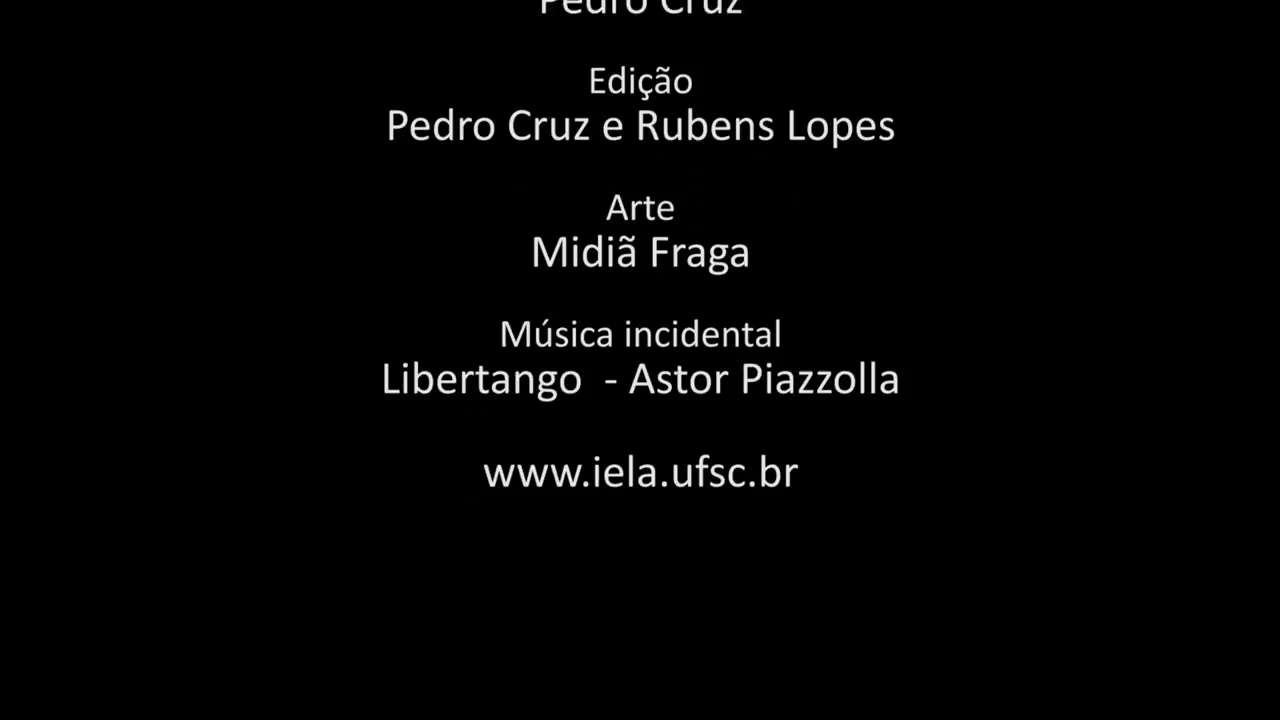 Pedro Cruz
Edição
Pedro Cruz e Rubens Lopes
Arte
Midiã Fraga
Música incidental
Libertango - Astor Piazzolla
www.iela.ufsc.br